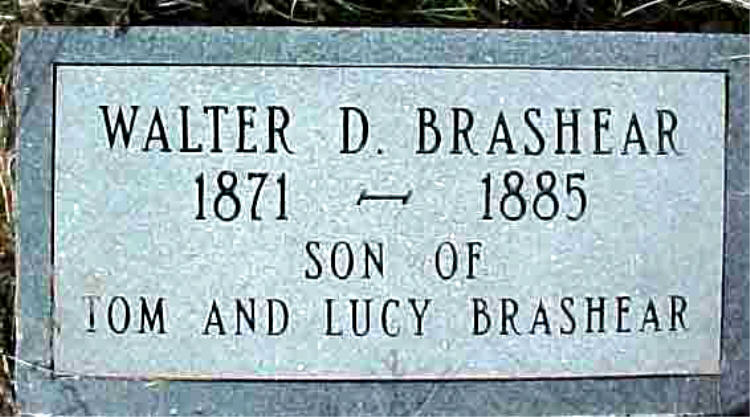 WALTER D. BRASHEAR
1871 - 1885
SON OF
TOM AND LUCY BRASHEAR